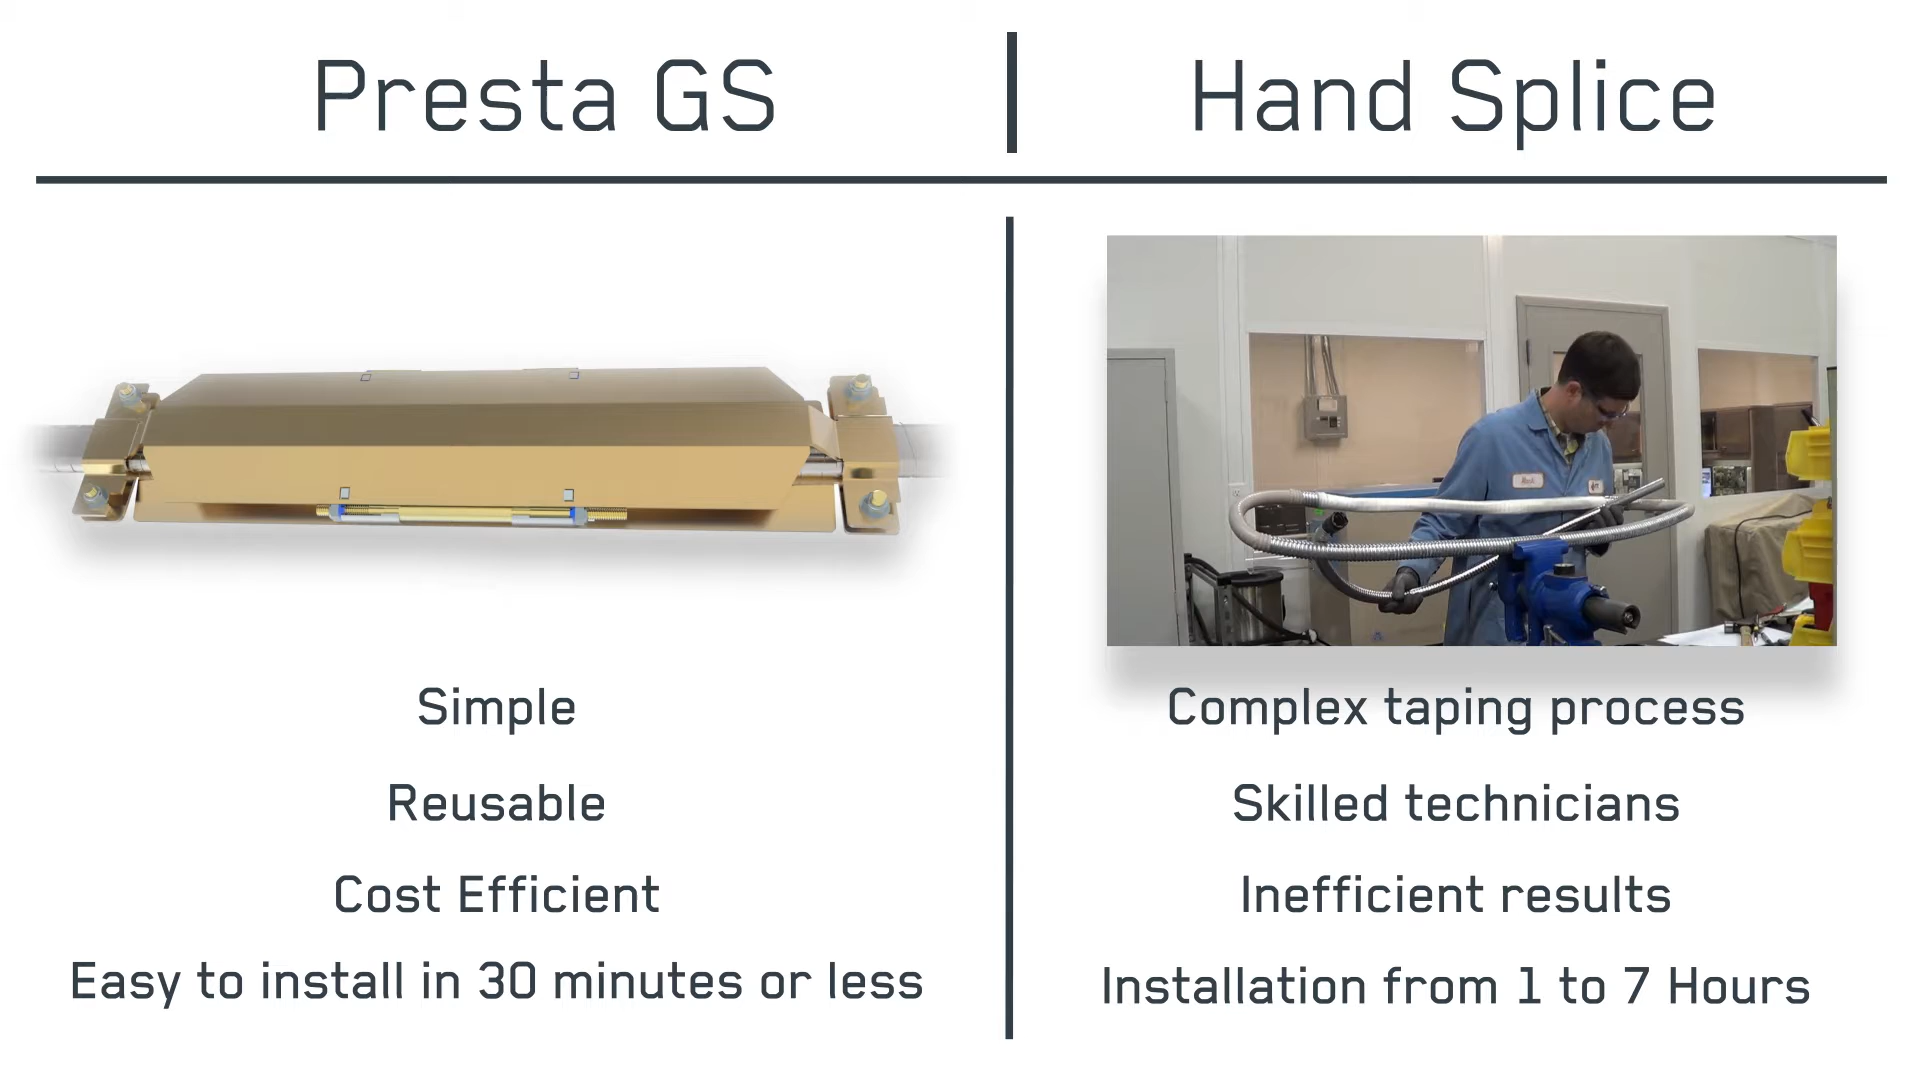 Presta GS
Hand Splice
Simple
Reusable
Cost Efficient
Easy to install in 30 minutes or less
Complex taping process
Skilled technicians
Inefficient results
Installation from 1 to 7 Hours